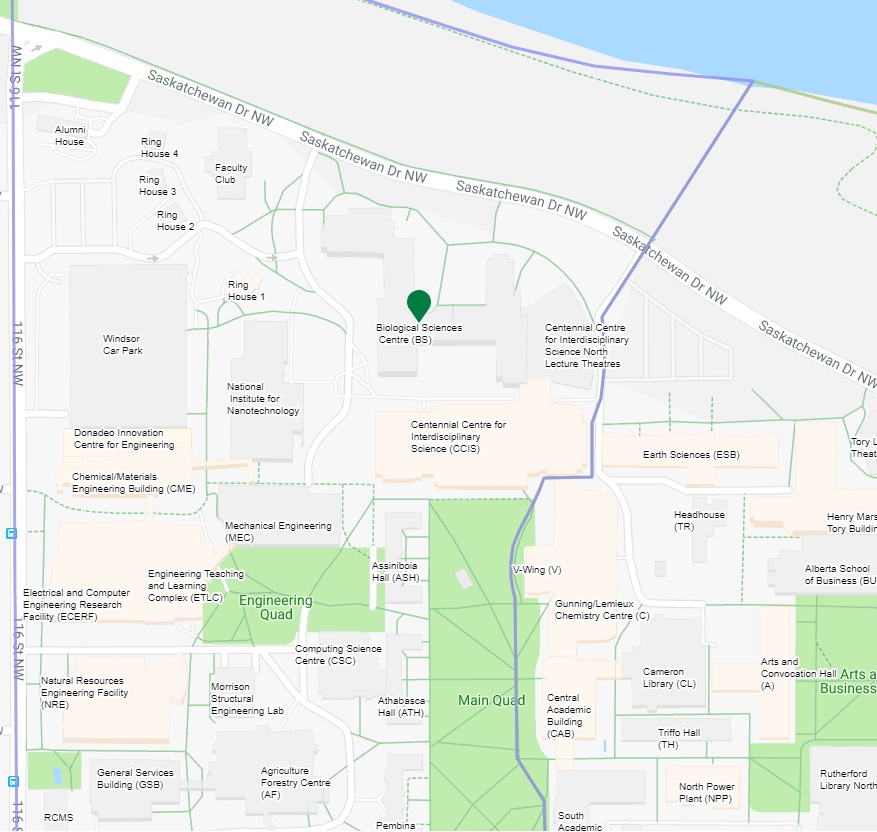 116 St NW
Saskatchewan Dr NW
Saskatchewan Dr NW
Saskatchewan Dr NW
Saskatchewan Dr NW
Saskatchewan Dr NW
Alumni
House
Ring
House 4
Faculty
Club
Ring
House 3
Ring
House 2
Ring
House 1
Windsor
Car Park
116 St NW
Biological Sciences
Centre (BS)
Centennial Centre
for Interdisciplinary
Science North
Lecture Theatres
National
Institute for
Nanotechnology
Centennial Centre for
Interdisciplinary
Science (CCIS)
Donadeo Innovation
Centre for Engineering
Chemical/Materials
Engineering Building (CME)
Earth Sciences (ESB)
Tory L
Theat
Mechanical Engineering
(MEC)
Headhouse
(TR)
Henry Mars
Tory Buildin
Assiniboia
Hall (ASH)
V-Wing (V)
Alberta School
of Business (BU
Engineering Teaching
and Learning
Complex (ETLC)
Electrical and Computer
Engineering Research
Facility (ECERF)
Engineering
Quad
Gunning/Lemieux
Chemistry Centre (C)
116 St NW
Computing Science
Centre (CSC)
Natural Resources
Engineering Facility
(NRE)
Morrison
Structural
Engineering Lab
Athabasca
Hall (ATH)
Main Quad
Central
Academic
Building
(CAB)
Cameron
Library (CL)
Arts and
Convocation Hall
(A)
Arts a
Business
Triffo Hall
(TH)
General Services
Building (GSB)
Agriculture
Forestry Centre
(AF)
North Power
Plant (NPP)
Rutherford
Library North
RCMS
Pembina
South
Academic
116 S